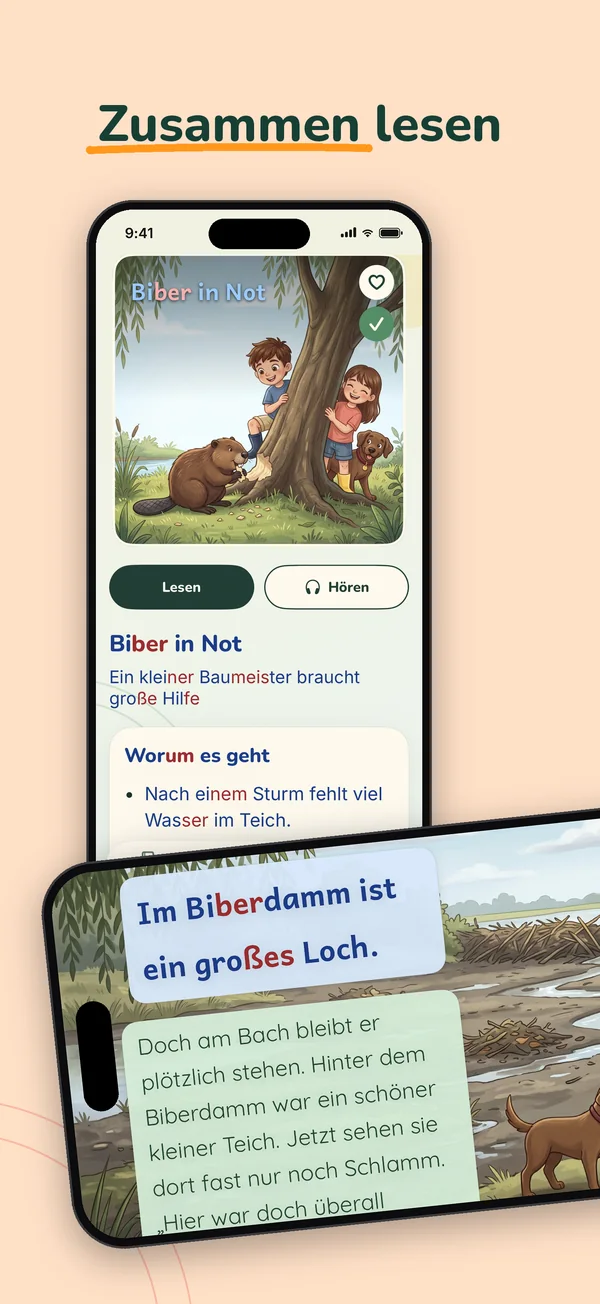 Zusammen lesen
9:41
Biber in Not
Lesen
Hören
Biber in Not
Ein kleiner Baumeister braucht
große Hilfe
Worum es geht
• Nach einem Sturm fehlt viel
Wasser im Teich.
Im Biberdamm ist
ein großes Loch.
Doch am Bach bleibt er
plötzlich stehen. Hinter dem
Biberdamm war ein schöner
kleiner Teich. Jetzt sehen sie
dort fast nur noch Schlamm.
„Hier war doch überall